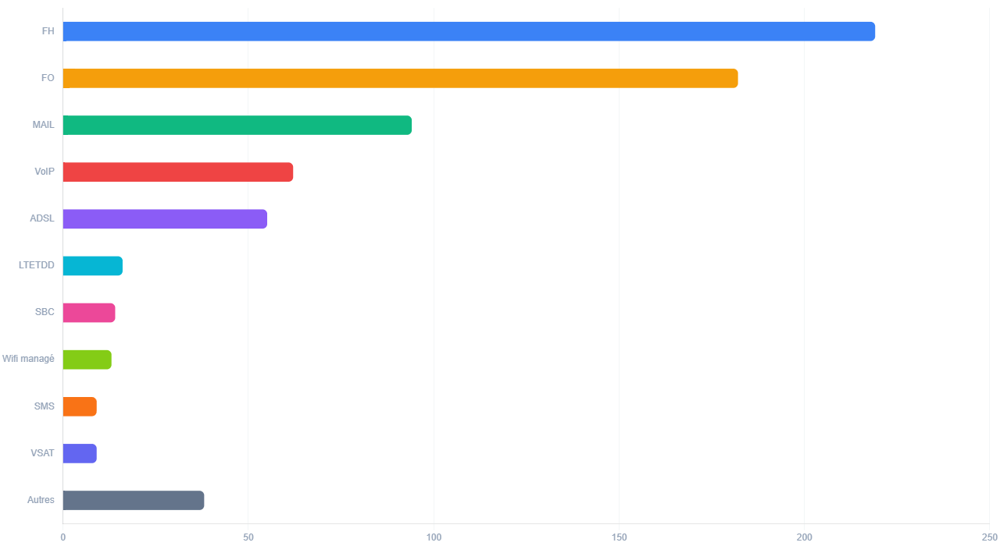 FH
FO
MAIL
VoIP
ADSL
LTETDD
SBC
Wifi managé
SMS
VSAT
Autres
0 50 100 150 200 250